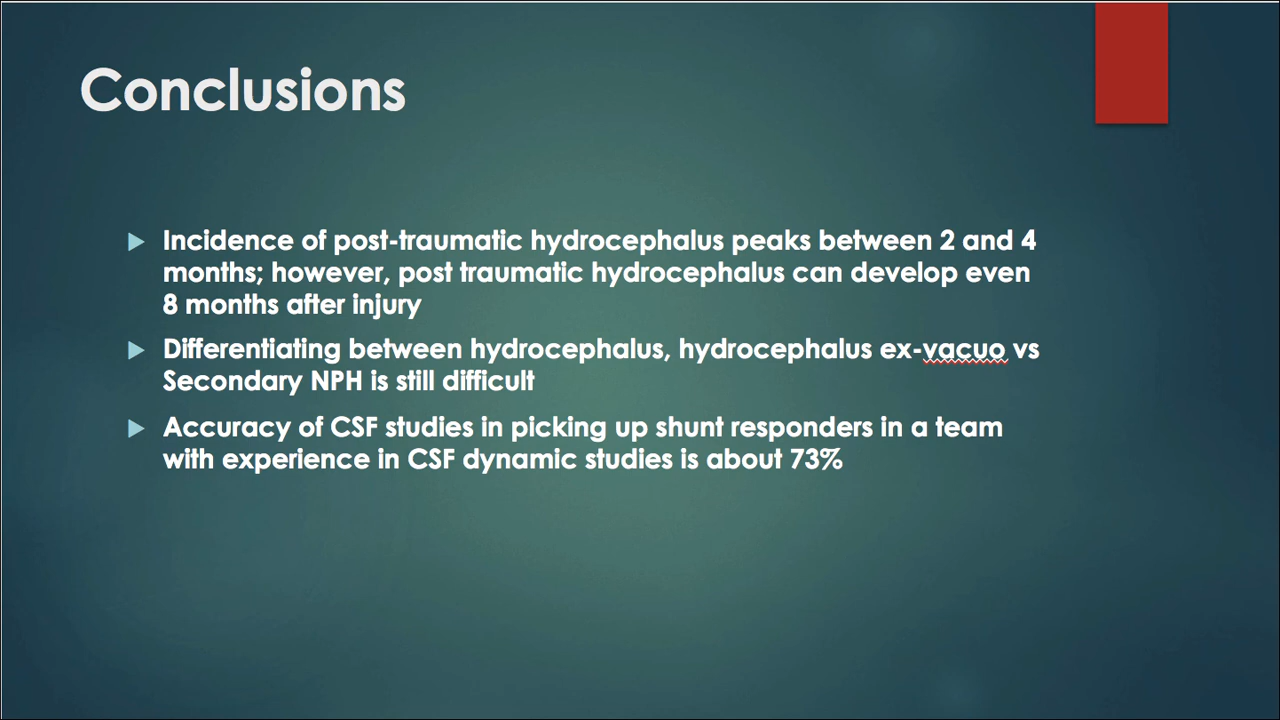 Conclusions
Incidence of post-traumatic hydrocephalus peaks between 2 and 4
months; however, post traumatic hydrocephalus can develop even
8 months after injury
Differentiating between hydrocephalus, hydrocephalus ex-vacuo vs
Secondary NPH is still difficult
Accuracy of CSF studies in picking up shunt responders in a team
with experience in CSF dynamic studies is about 73%